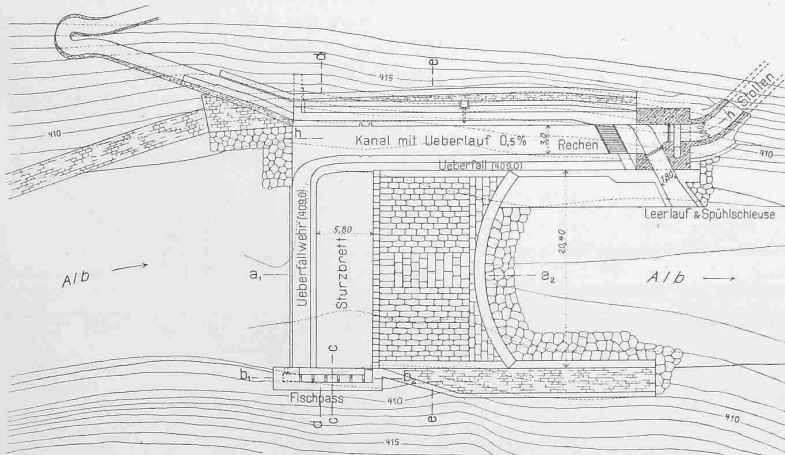 d
e
415
410
h
Kanal mit Ueberlauf 0,5%
3,0
Rechen
h
Stollen
410
Ueberfall (409,0)
1,80
Leerlauf & Spühlschleuse
Ueberfallwehr (409,0)
5,80
Sturzbrett
20,40
Alb
a₁
a₂
Alb
c
b₁
b₂
Fischpass
410
d
c
e
410
415